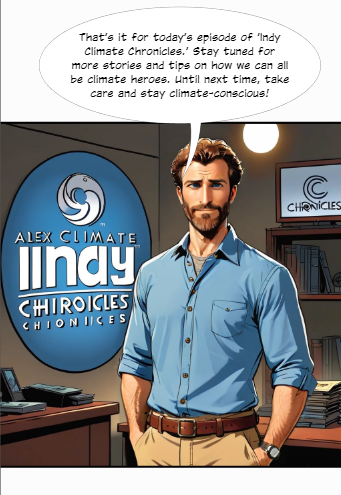 That's it for today's episode of 'Indy
Climate Chronicles.' Stay tuned for
more stories and tips on how we can all
be climate heroes. Until next time, take
care and stay climate-conscious!
ALEX CLIMATE
IINDY
CHIROICLES
CHIONIICES
CHRONICLES